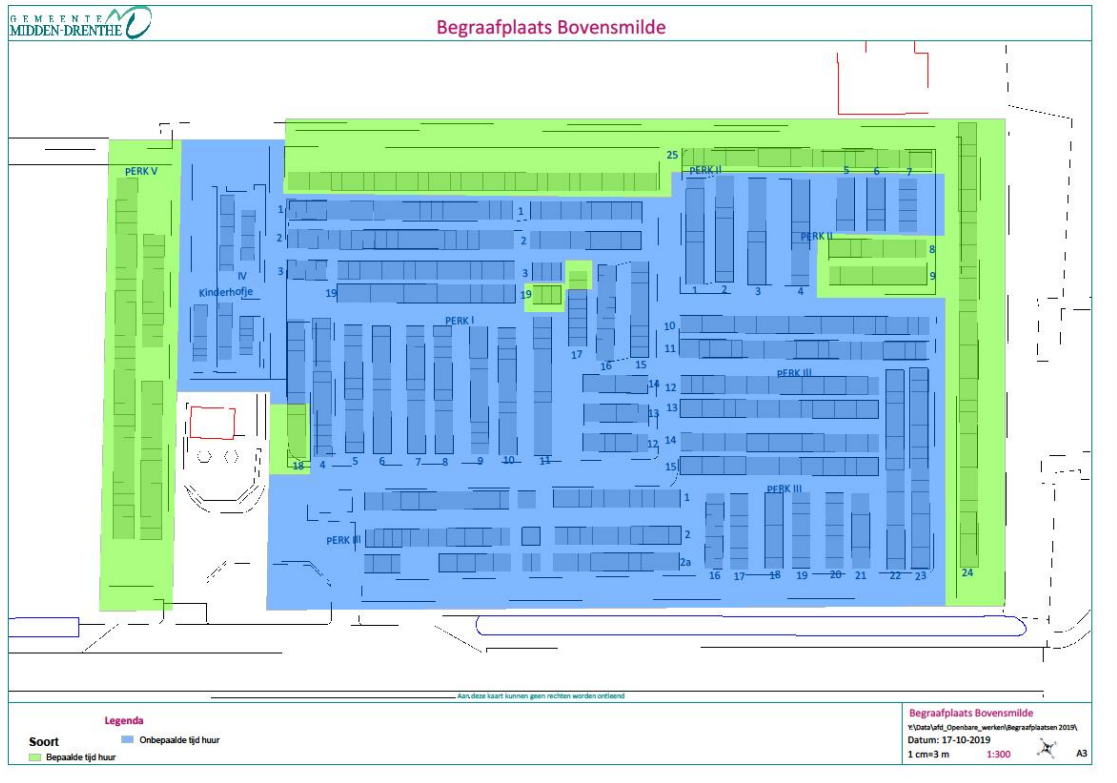 GEMEENTE
MIDDEN-DRENTHE
Begraafplaats Bovensmilde
PERK V
25
PERK II
5 6 7
1 1
2 2
PERK II
8
IV
3 3
9
Kinderhofje
19 19
1 2 3 4
PERK I
10
17
11
16 15
PERK III
14 12
13 13
12 14
18 4 5 6 7 8 9 10 11
15
PERK III
1
PERK III
2
2a
16 17 18 19 20 21 22 23 24
Aan deze kaart kunnen geen rechten worden ontleend
Legenda
Soort
Onbepaalde tijd huur
Bepaalde tijd huur
Begraafplaats Bovensmilde
Y:\Data\afd_Openbare_werken\Begraafplaatsen 2019\
Datum: 17-10-2019
1 cm=3 m 1:300 A3